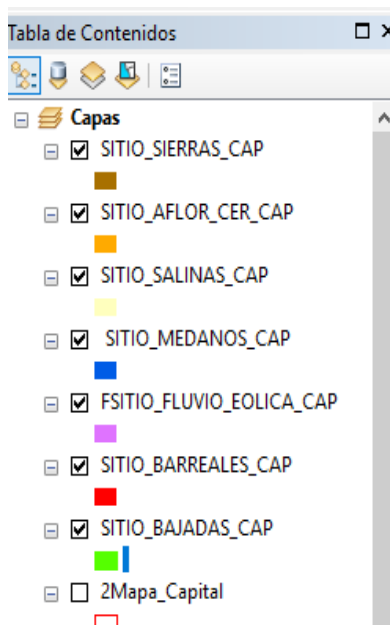 Tabla de Contenidos
Capas
SITIO_SIERRAS_CAP
SITIO_AFLOR_CER_CAP
SITIO_SALINAS_CAP
SITIO_MEDANOS_CAP
FSITIO_FLUVIO_EOLICA_CAP
SITIO_BARREALES_CAP
SITIO_BAJADAS_CAP
2Mapa_Capital